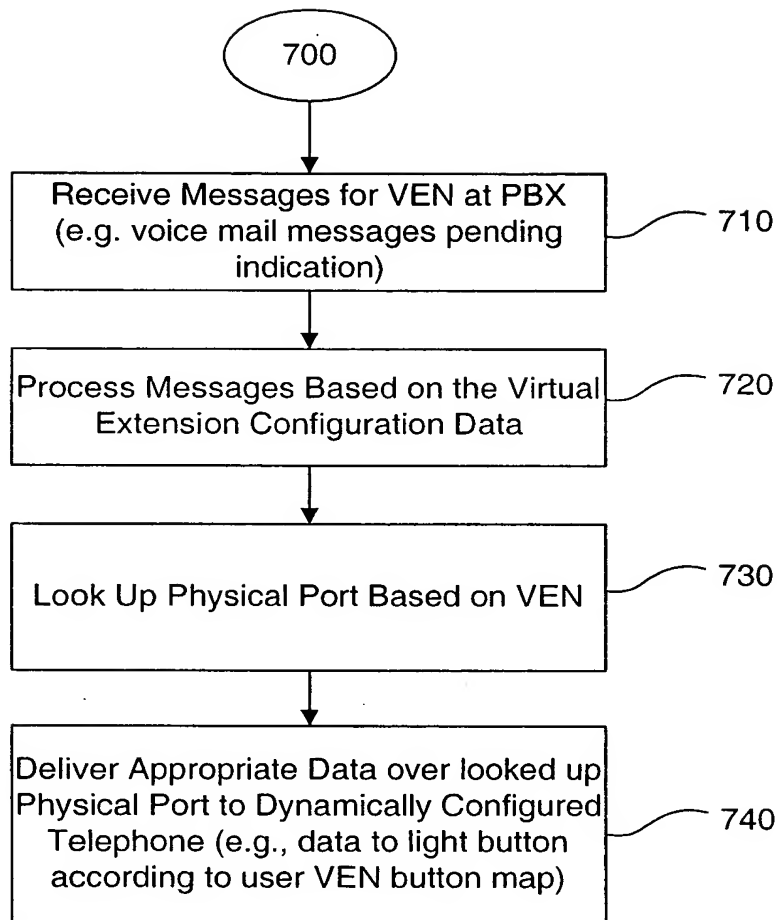 700
Receive Messages for VEN at PBX
(e.g. voice mail messages pending
indication)
710
Process Messages Based on the Virtual
Extension Configuration Data
720
Look Up Physical Port Based on VEN
730
Deliver Appropriate Data over looked up
Physical Port to Dynamically Configured
Telephone (e.g., data to light button
according to user VEN button map)
740